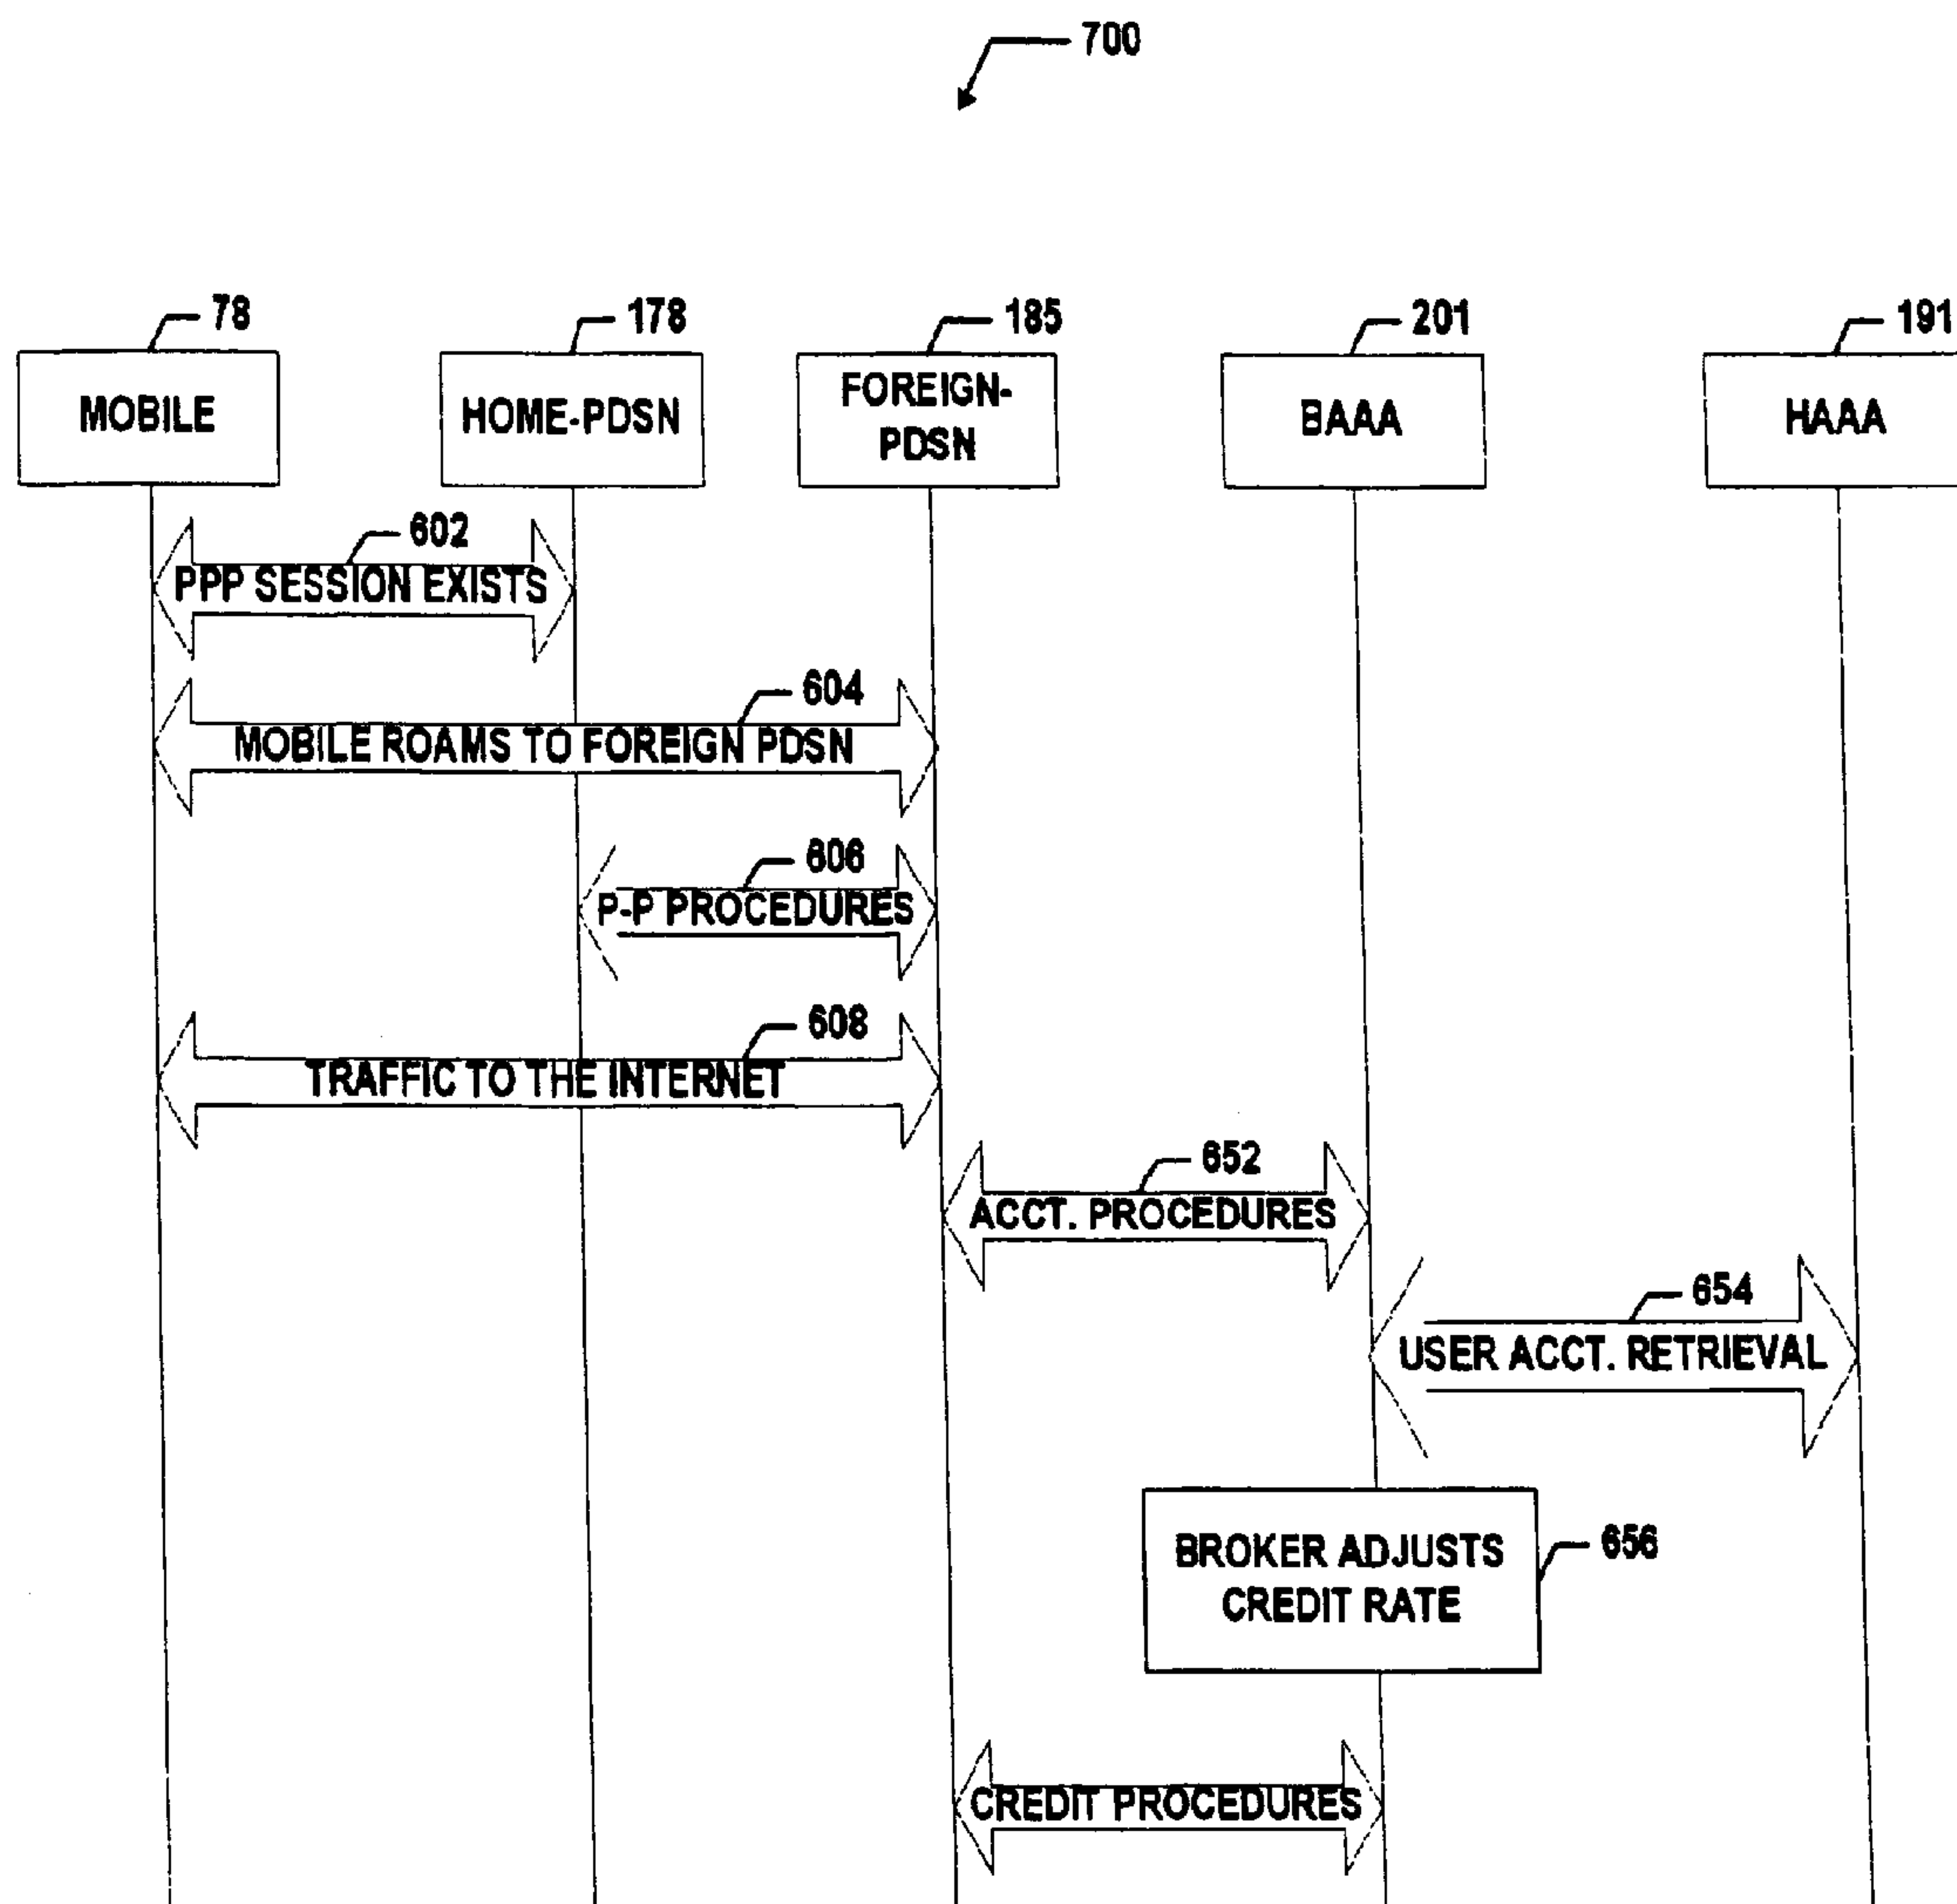 700
78
178
185
201
191
MOBILE
HOME-PDSN
FOREIGN-
PDSN
BAAA
HAAA
602
PPP SESSION EXISTS
604
MOBILE ROAMS TO FOREIGN PDSN
606
P-P PROCEDURES
608
TRAFFIC TO THE INTERNET
652
ACCT. PROCEDURES
654
USER ACCT. RETRIEVAL
BROKER ADJUSTS
CREDIT RATE
656
CREDIT PROCEDURES